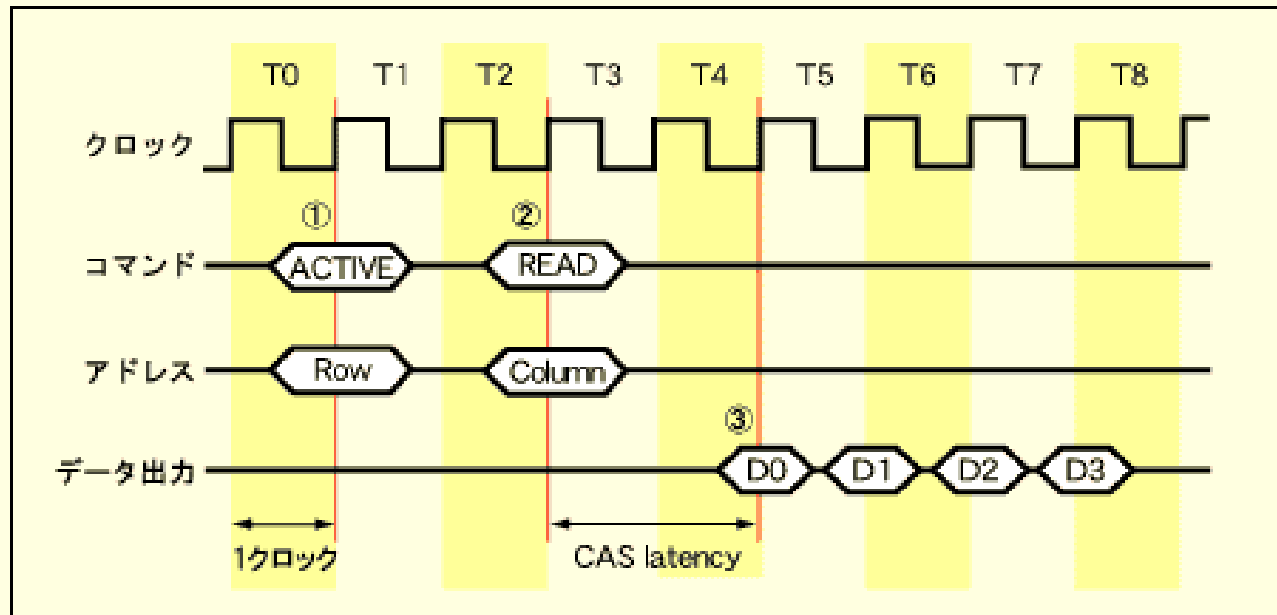 T0 T1 T2 T3 T4 T5 T6 T7 T8
クロック
① ②
コマンド ACTIVE READ
アドレス Row Column
③
データ出力 D0 D1 D2 D3
1クロック CAS latency